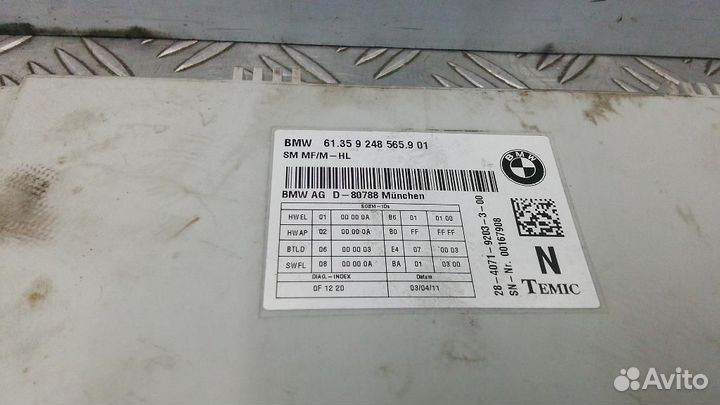 BMW 61.35 9 248 565.9 01
SM MF/M-HL
BMW
BMW AG D-80788 München
SGBM-IDs
HWEL 01 00 00 0A B6 01 01 00
HWAP 02 00 00 0A B0 FF FF FF
BTLD 06 00 00 03 E4 07 00 03
SWFL 08 00 00 0A BA 01 03 00
DIAG.-INDEX Datum
0F 12 20 03/04/11
28-4071-9203-3-00
SN-Nr. 00167908
N
TEMIC
Avito